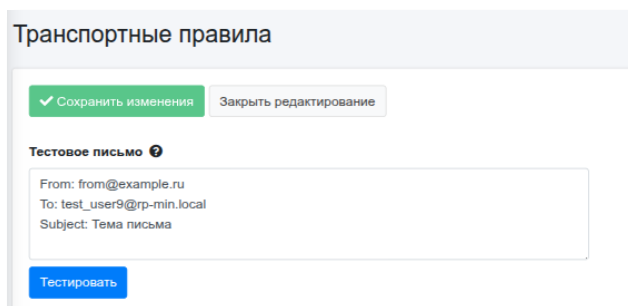 Транспортные правила
Сохранить изменения Закрыть редактирование
Тестовое письмо
From: from@example.ru
To: test_user9@rp-min.local
Subject: Тема письма
Тестировать